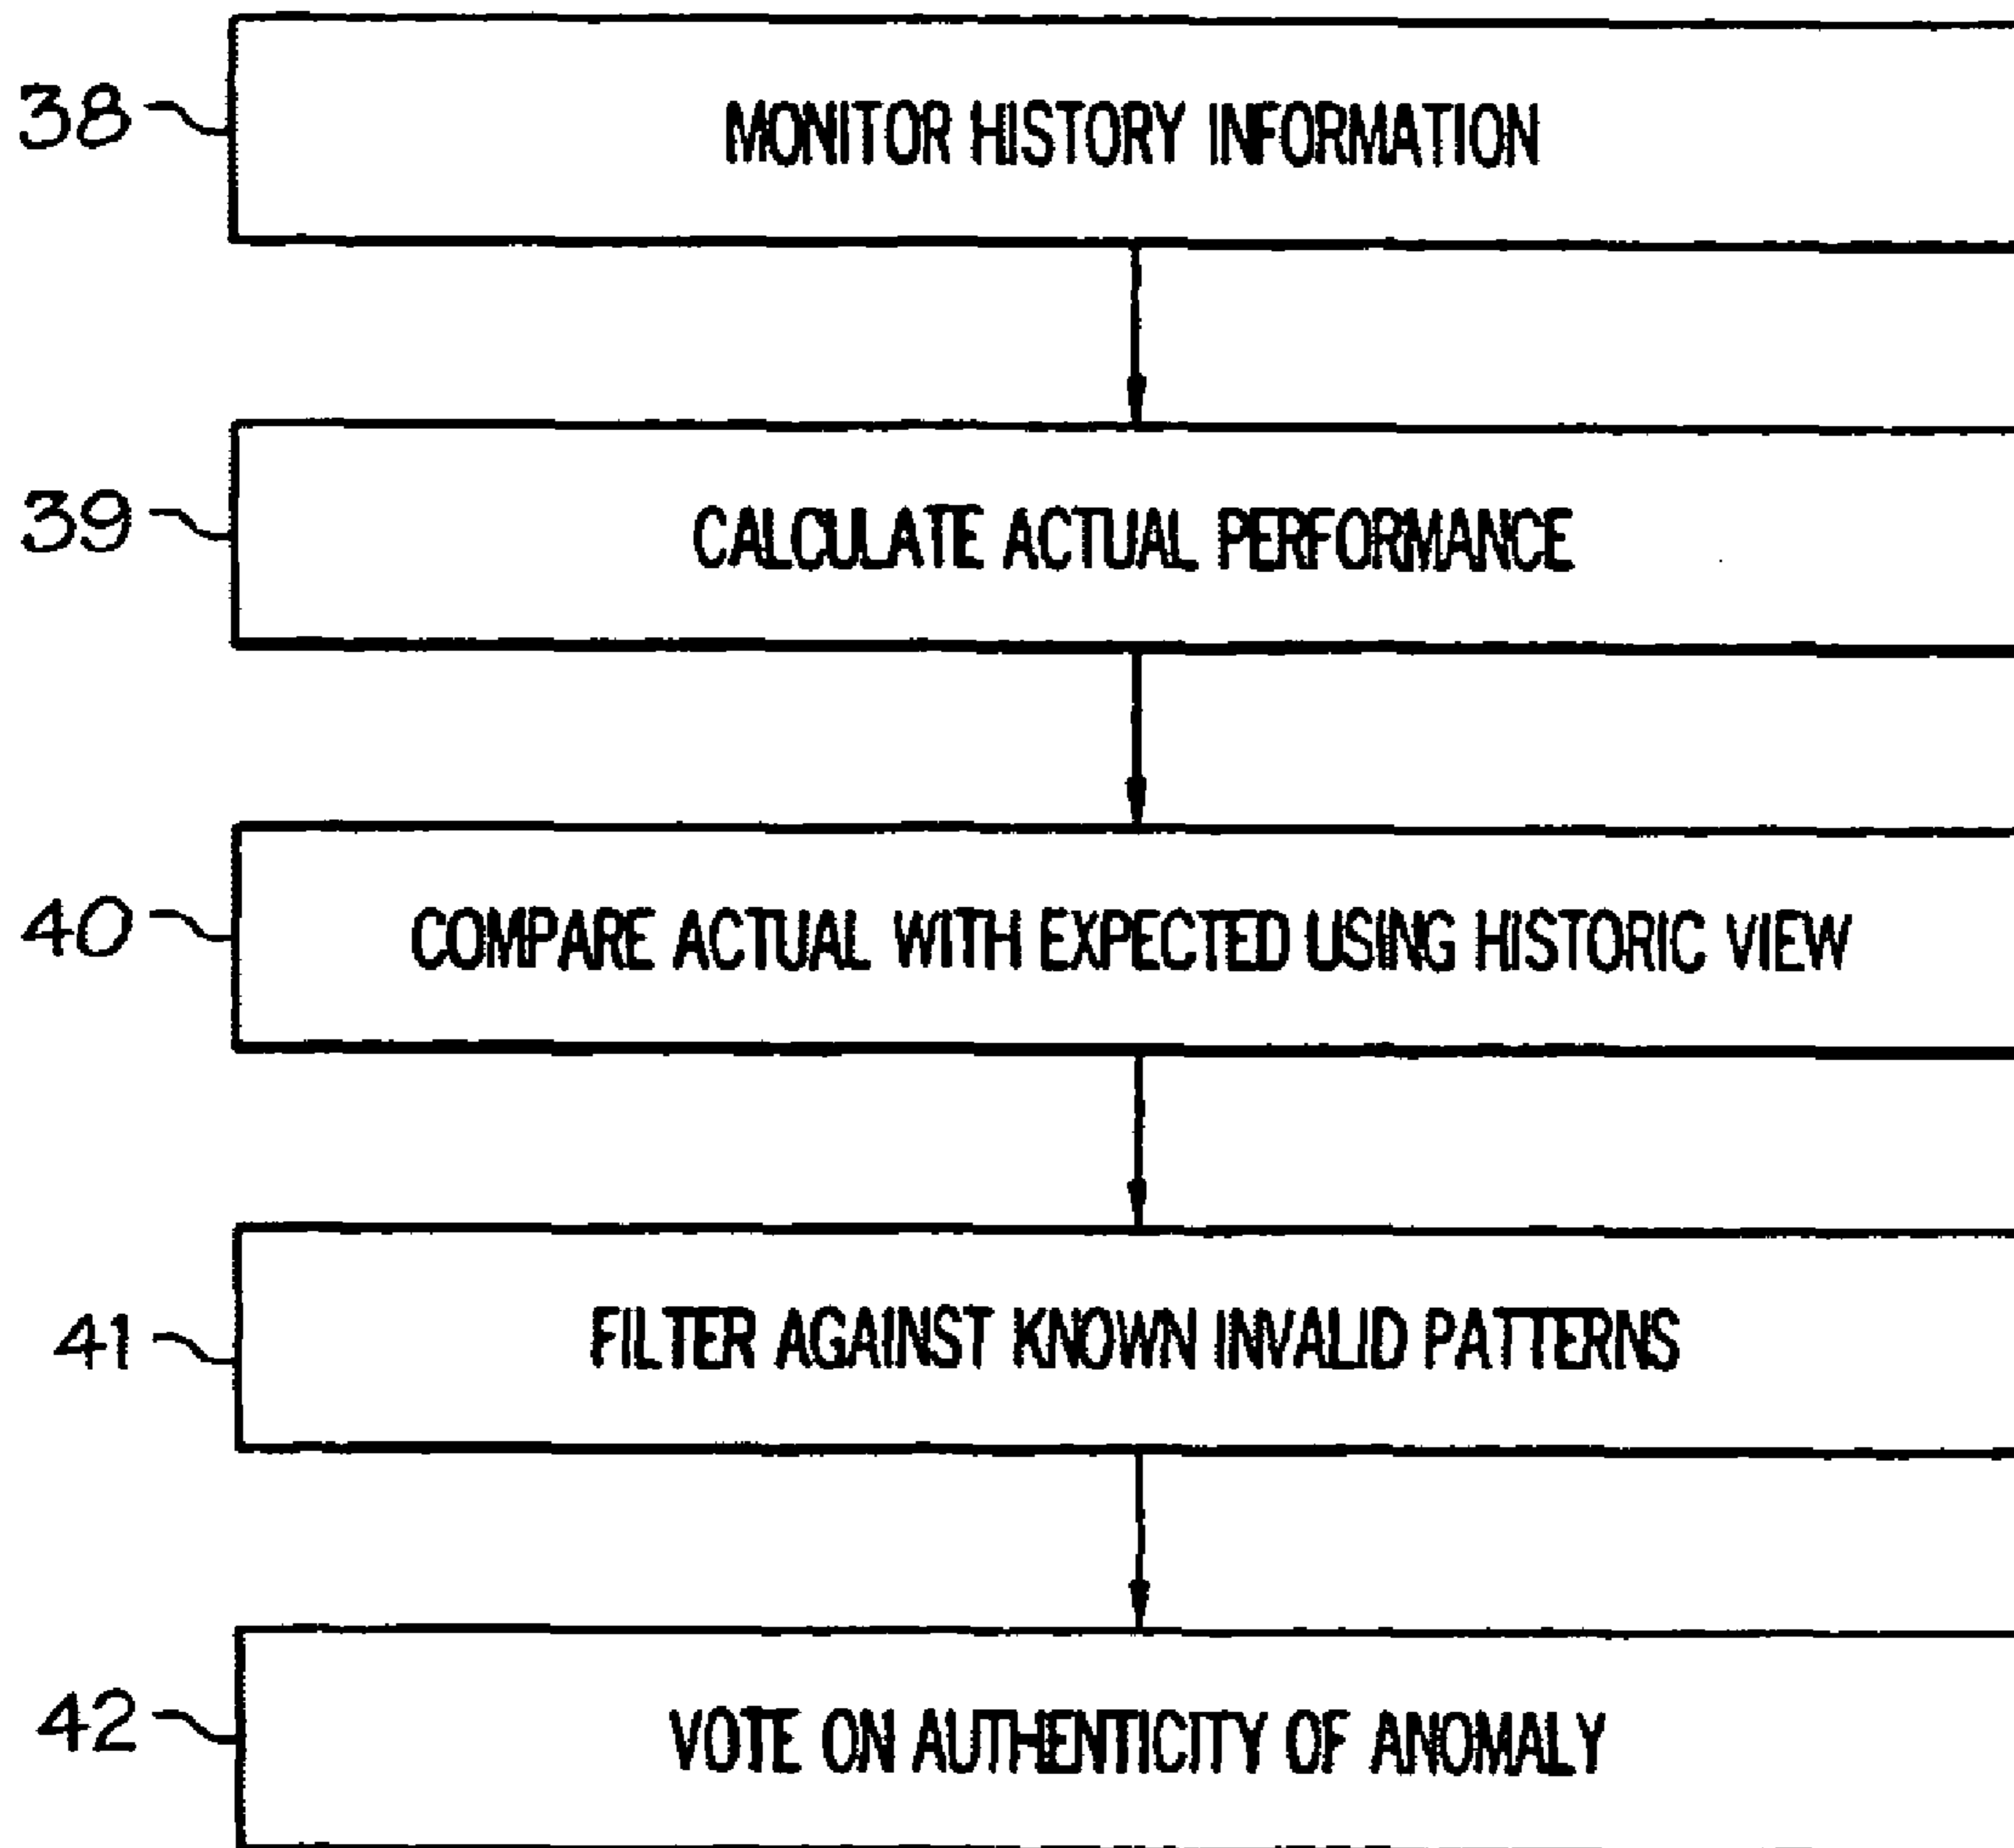 38 MONITOR HISTORY INFORMATION
39 CALCULATE ACTUAL PERFORMANCE
40 COMPARE ACTUAL WITH EXPECTED USING HISTORIC VIEW
41 FILTER AGAINST KNOWN INVALID PATTERNS
42 VOTE ON AUTHENTICITY OF ANOMALY